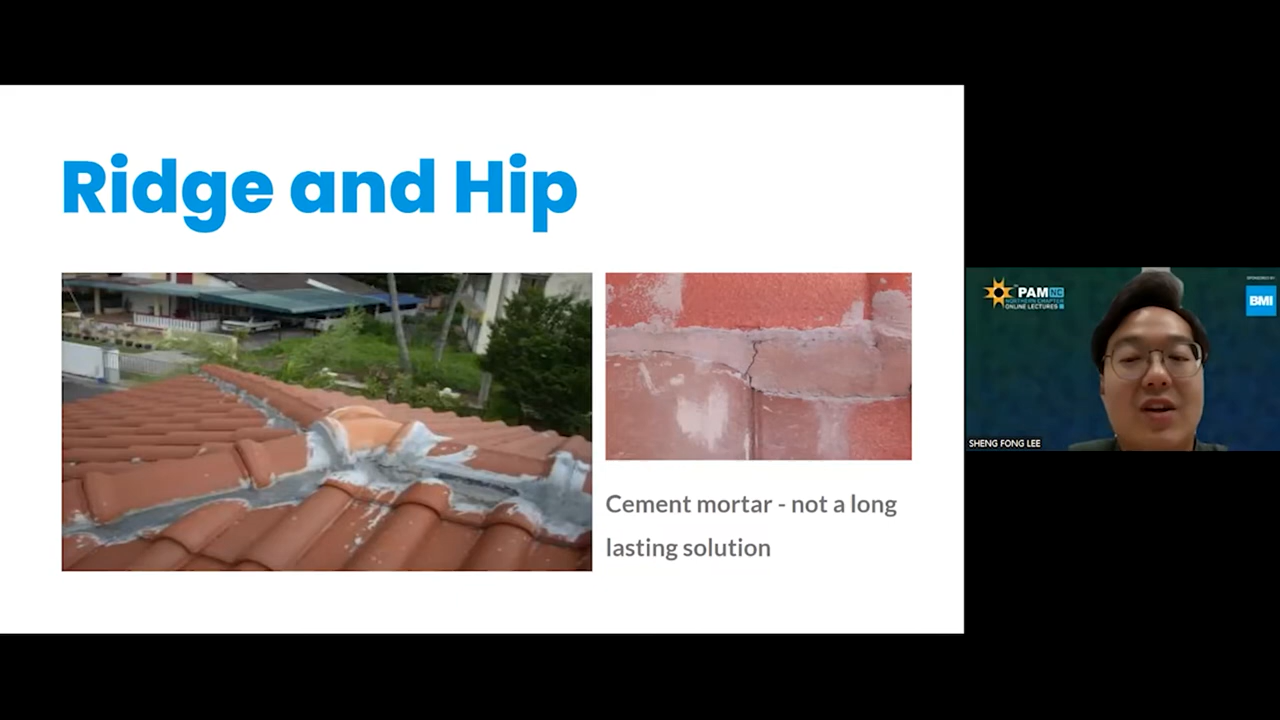 Ridge and Hip
Cement mortar - not a long
lasting solution
PAM NC
NORTHERN CHAPTER
ONLINE LECTURES
BMI
SHENG FONG LEE